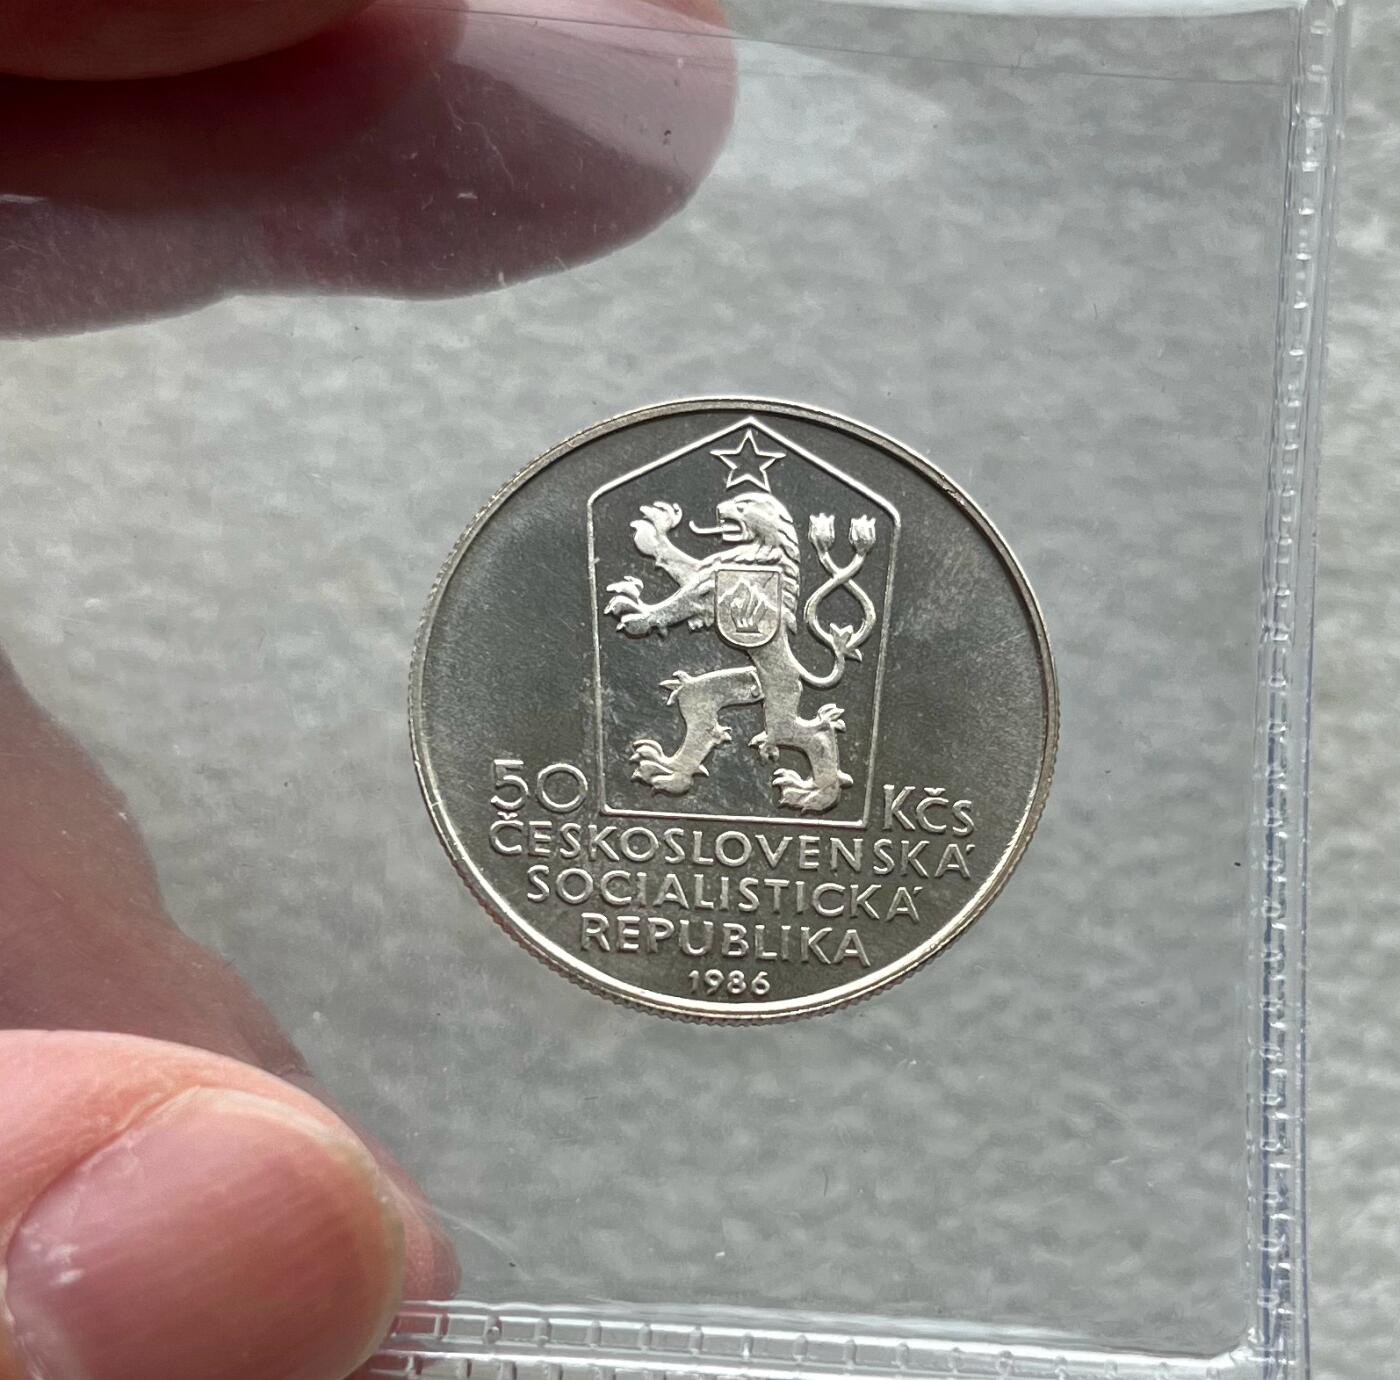 50 Kčs
ČESKOSLOVENSKÁ
SOCIALISTICKÁ
REPUBLIKA
1986